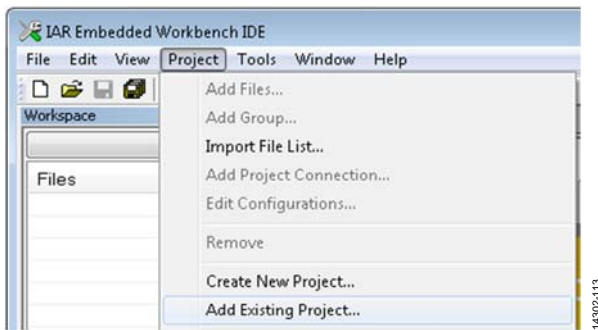 IAR Embedded Workbench IDE
File Edit View Project Tools Window Help
Workspace
Files
Add Files...
Add Group...
Import File List...
Add Project Connection...
Edit Configurations...
Remove
Create New Project...
Add Existing Project...
14302-113